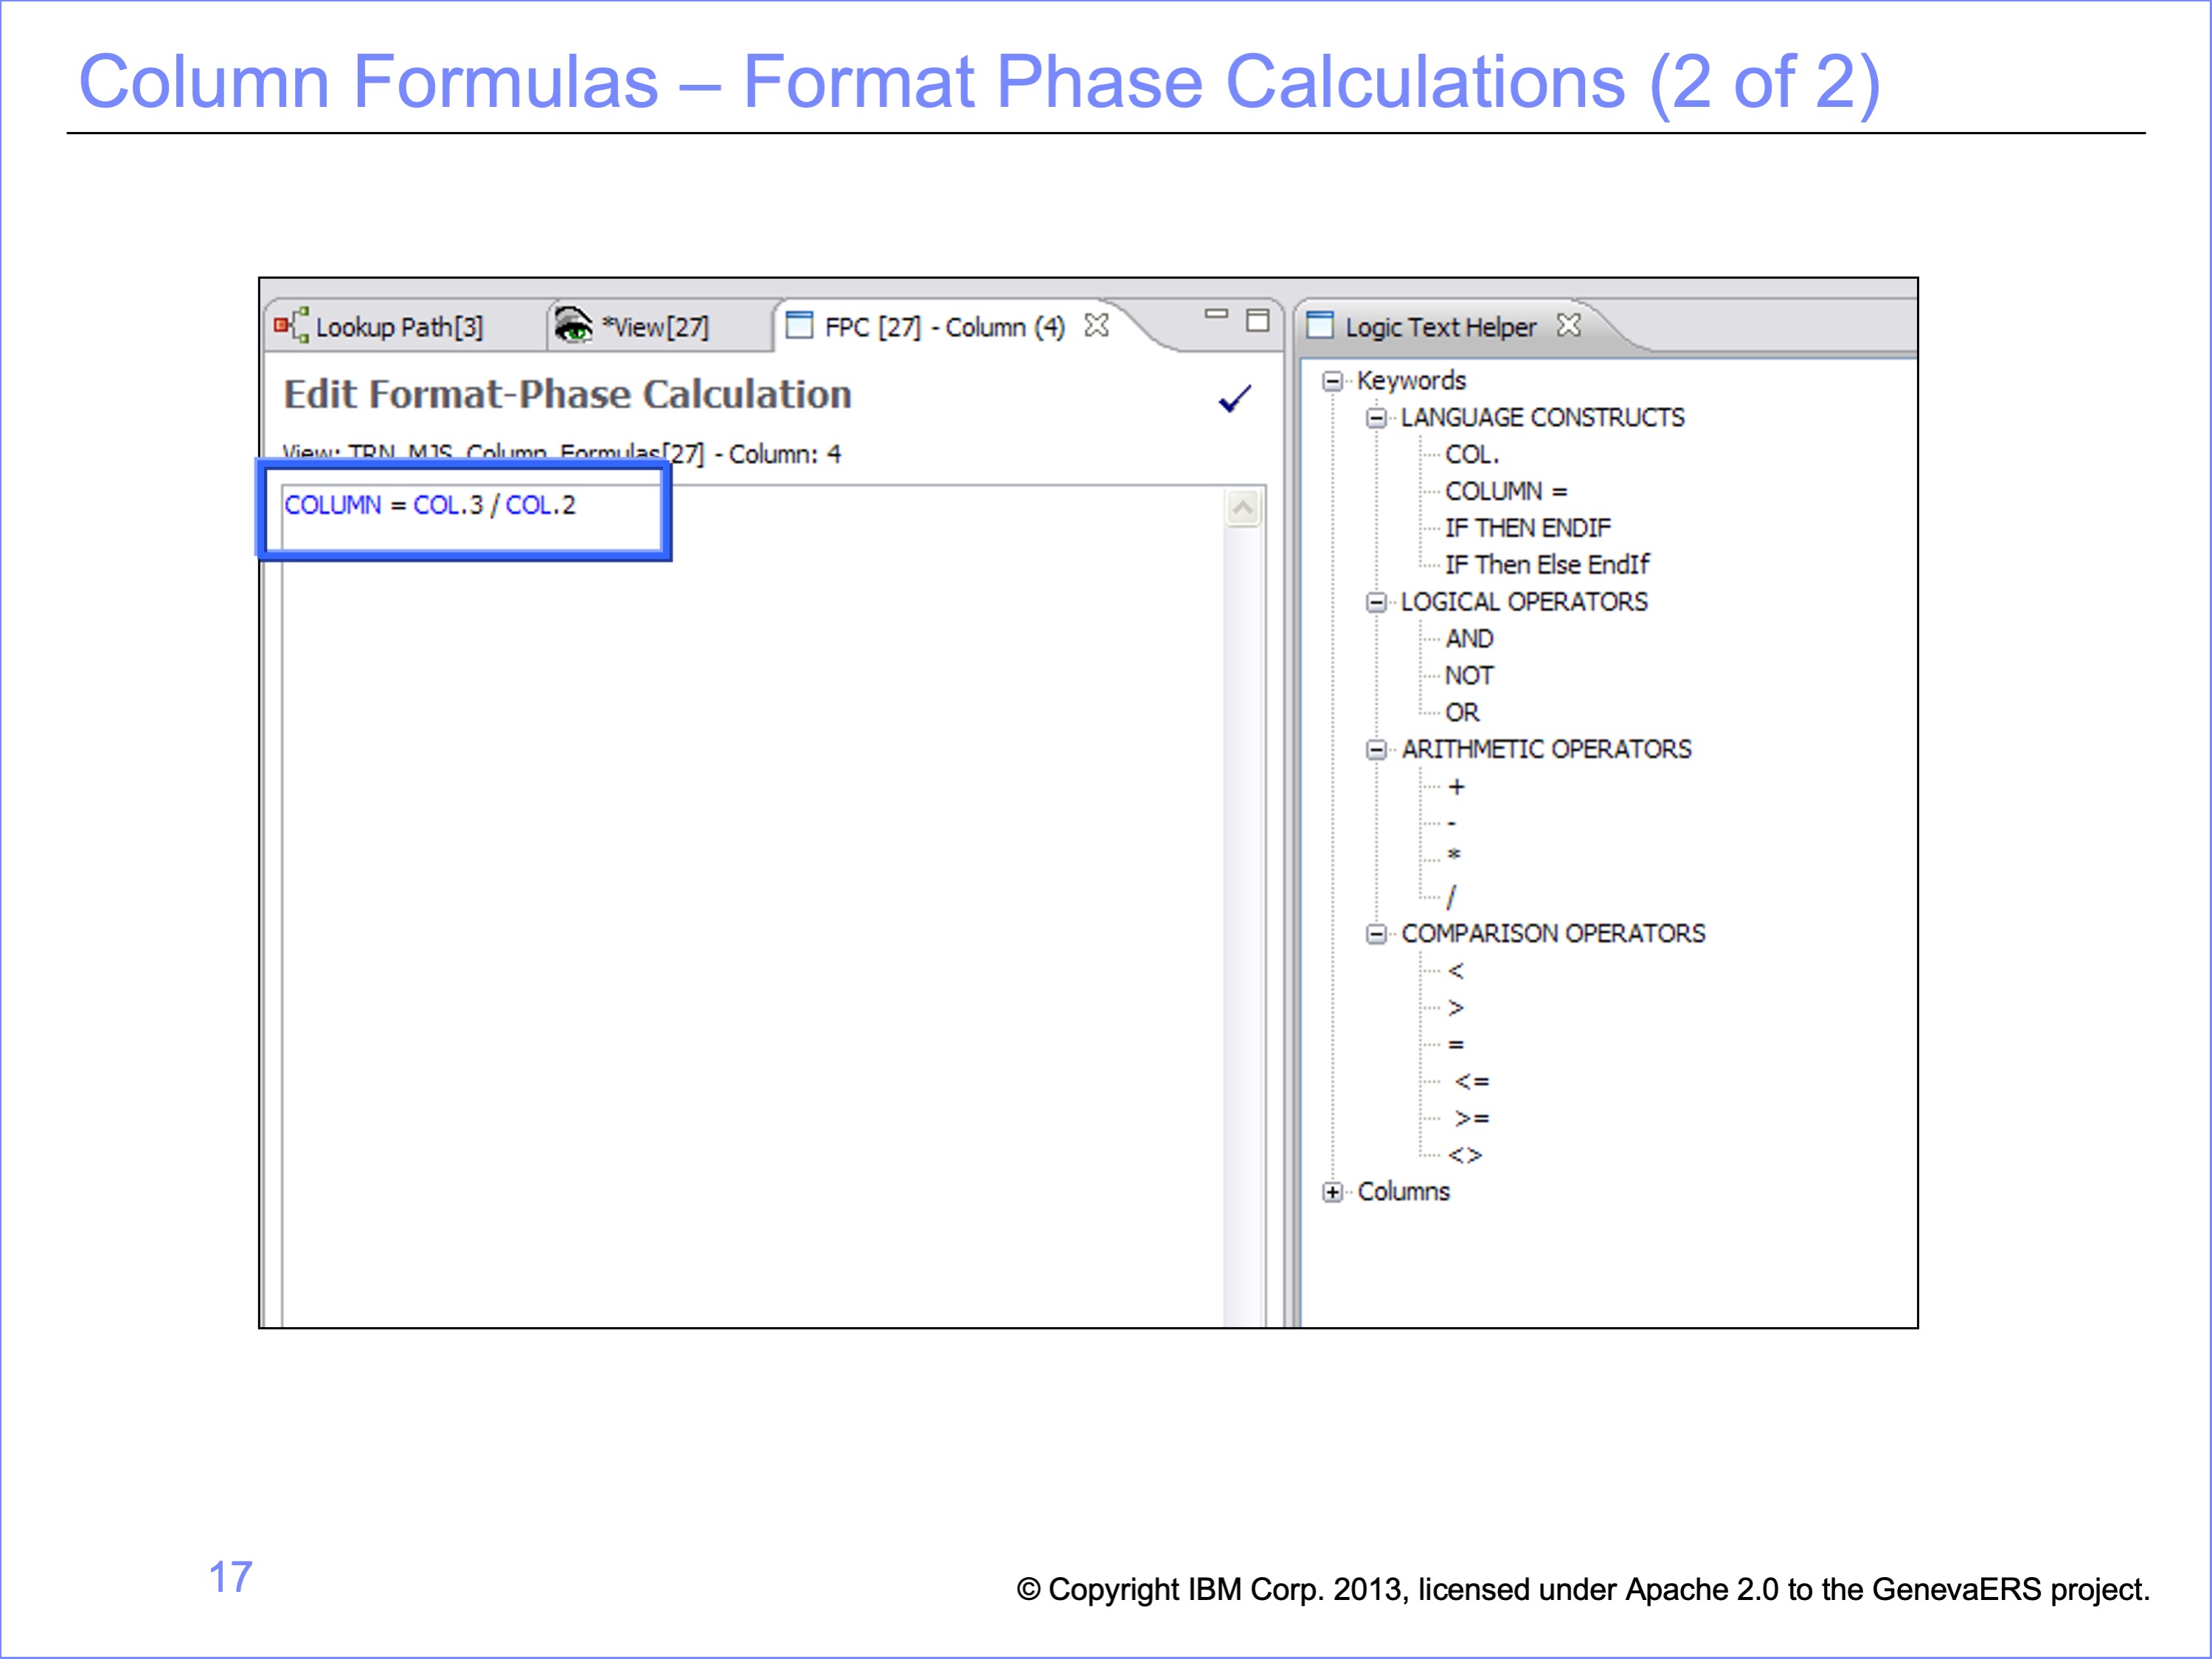 Column Formulas – Format Phase Calculations (2 of 2)
Lookup Path[3]
*View[27]
FPC [27] - Column (4)
Logic Text Helper
Edit Format-Phase Calculation
View: TRN_MJS_Column_Formulas[27] - Column: 4
COLUMN = COL.3 / COL.2
Keywords
LANGUAGE CONSTRUCTS
COL.
COLUMN =
IF THEN ENDIF
IF Then Else EndIf
LOGICAL OPERATORS
AND
NOT
OR
ARITHMETIC OPERATORS
+
-
*
/
COMPARISON OPERATORS
<
>
=
<=
>=
<>
Columns
17
© Copyright IBM Corp. 2013, licensed under Apache 2.0 to the GenevaERS project.